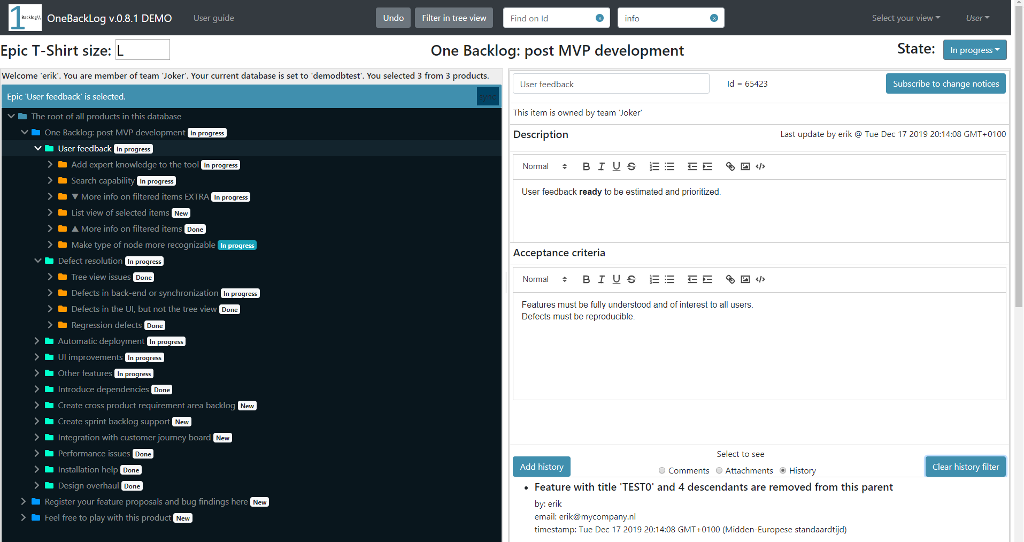 1 Backlog\/.
OneBackLog v.0.8.1 DEMO
User guide
Undo
Filter in tree view
Find on Id
info
Select your view
User
Epic T-Shirt size: L
One Backlog: post MVP development
State: In progress
Welcome 'erik'. You are member of team 'Joker'. Your current database is set to 'demodbtest'. You selected 3 from 3 products.
Epic 'User feedback' is selected.
The root of all products in this database
One Backlog: post MVP development In progress
User feedback In progress
Add expert knowledge to the tool In progress
Search capability In progress
▼ More info on filtered items EXTRA In progress
List view of selected items New
▲ More info on filtered items Done
Make type of node more recognizable In progress
Defect resolution In progress
Tree view issues Done
Defects in back-end or synchronization In progress
Defects in the UI, but not the tree view Done
Regression defects Done
Automatic deployment In progress
UI improvements In progress
Other features In progress
Introduce dependencies Done
Create cross product requirement area backlog New
Create sprint backlog support New
Integration with customer journey board New
Performance issues Done
Installation help Done
Design overhaul Done
Register your feature proposals and bug findings here New
Feel free to play with this product New
User feedback
Id = 65423
Subscribe to change notices
This item is owned by team 'Joker'
Description
Last update by erik @ Tue Dec 17 2019 20:14:08 GMT+0100
Normal B I U S
User feedback ready to be estimated and prioritized.
Acceptance criteria
Normal B I U S
Features must be fully understood and of interest to all users.
Defects must be reproducible.
Select to see
Add history
Comments
Attachments
History
Clear history filter
Feature with title 'TEST0' and 4 descendants are removed from this parent
by: erik
email: erik@mycompany.nl
timestamp: Tue Dec 17 2019 20:14:08 GMT+0100 (Midden-Europese standaardtijd)